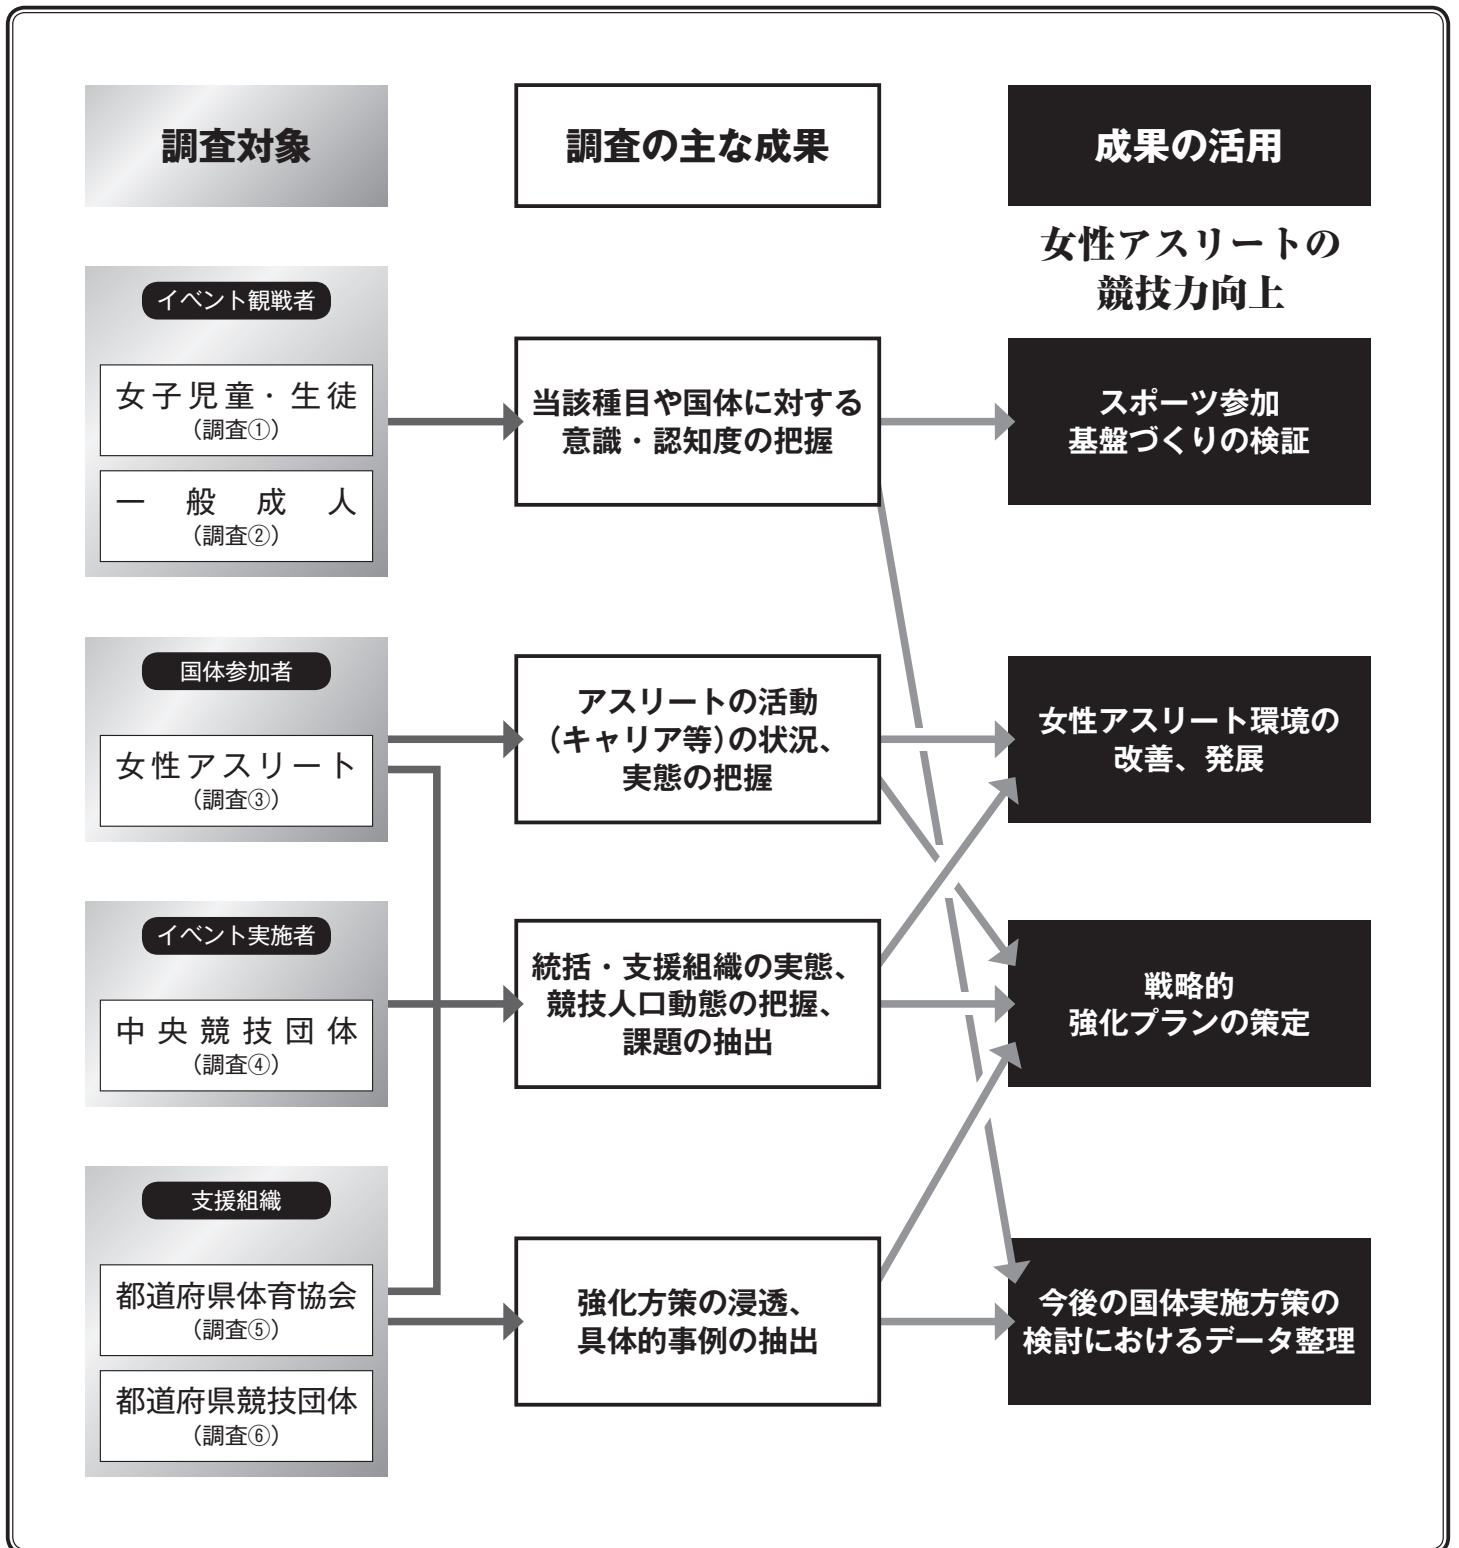 調査対象
調査の主な成果
成果の活用
女性アスリートの
競技力向上
イベント観戦者
女子児童・生徒
(調査①)
一般成人
(調査②)
当該種目や国体に対する
意識・認知度の把握
スポーツ参加
基盤づくりの検証
国体参加者
女性アスリート
(調査③)
アスリートの活動
(キャリア等)の状況、
実態の把握
女性アスリート環境の
改善、発展
イベント実施者
中央競技団体
(調査④)
統括・支援組織の実態、
競技人口動態の把握、
課題の抽出
戦略的
強化プランの策定
支援組織
都道府県体育協会
(調査⑤)
都道府県競技団体
(調査⑥)
強化方策の浸透、
具体的事例の抽出
今後の国体実施方策の
検討におけるデータ整理